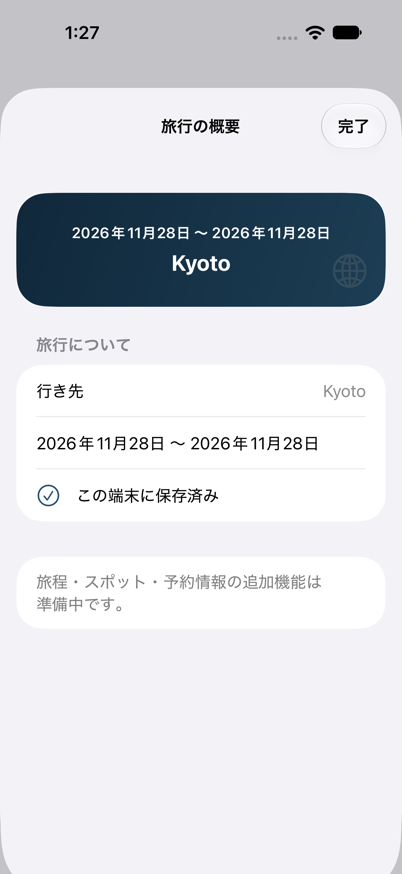 1:27
旅行の概要
完了
2026年11月28日 〜 2026年11月28日
Kyoto
旅行について
行き先
Kyoto
2026年11月28日 〜 2026年11月28日
この端末に保存済み
旅程・スポット・予約情報の追加機能は
準備中です。